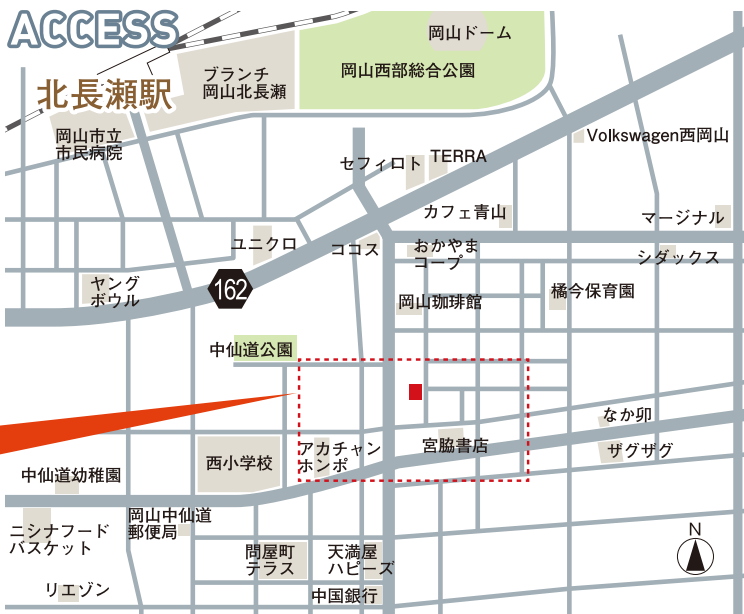 ACCESS
岡山ドーム
ブランチ
岡山北長瀬
岡山西部総合公園
北長瀬駅
岡山市立
市民病院
Volkswagen西岡山
セフィロト
TERRA
カフェ青山
マージナル
ユニクロ
ココス
おかやま
コープ
シダックス
ヤング
ボウル
162
岡山珈琲館
橘今保育園
中仙道公園
なか卯
アカチャン
ホンポ
宮脇書店
ザグザグ
西小学校
中仙道幼稚園
岡山中仙道
郵便局
ニシナフード
バスケット
問屋町
テラス
天満屋
ハピーズ
N
リエゾン
中国銀行